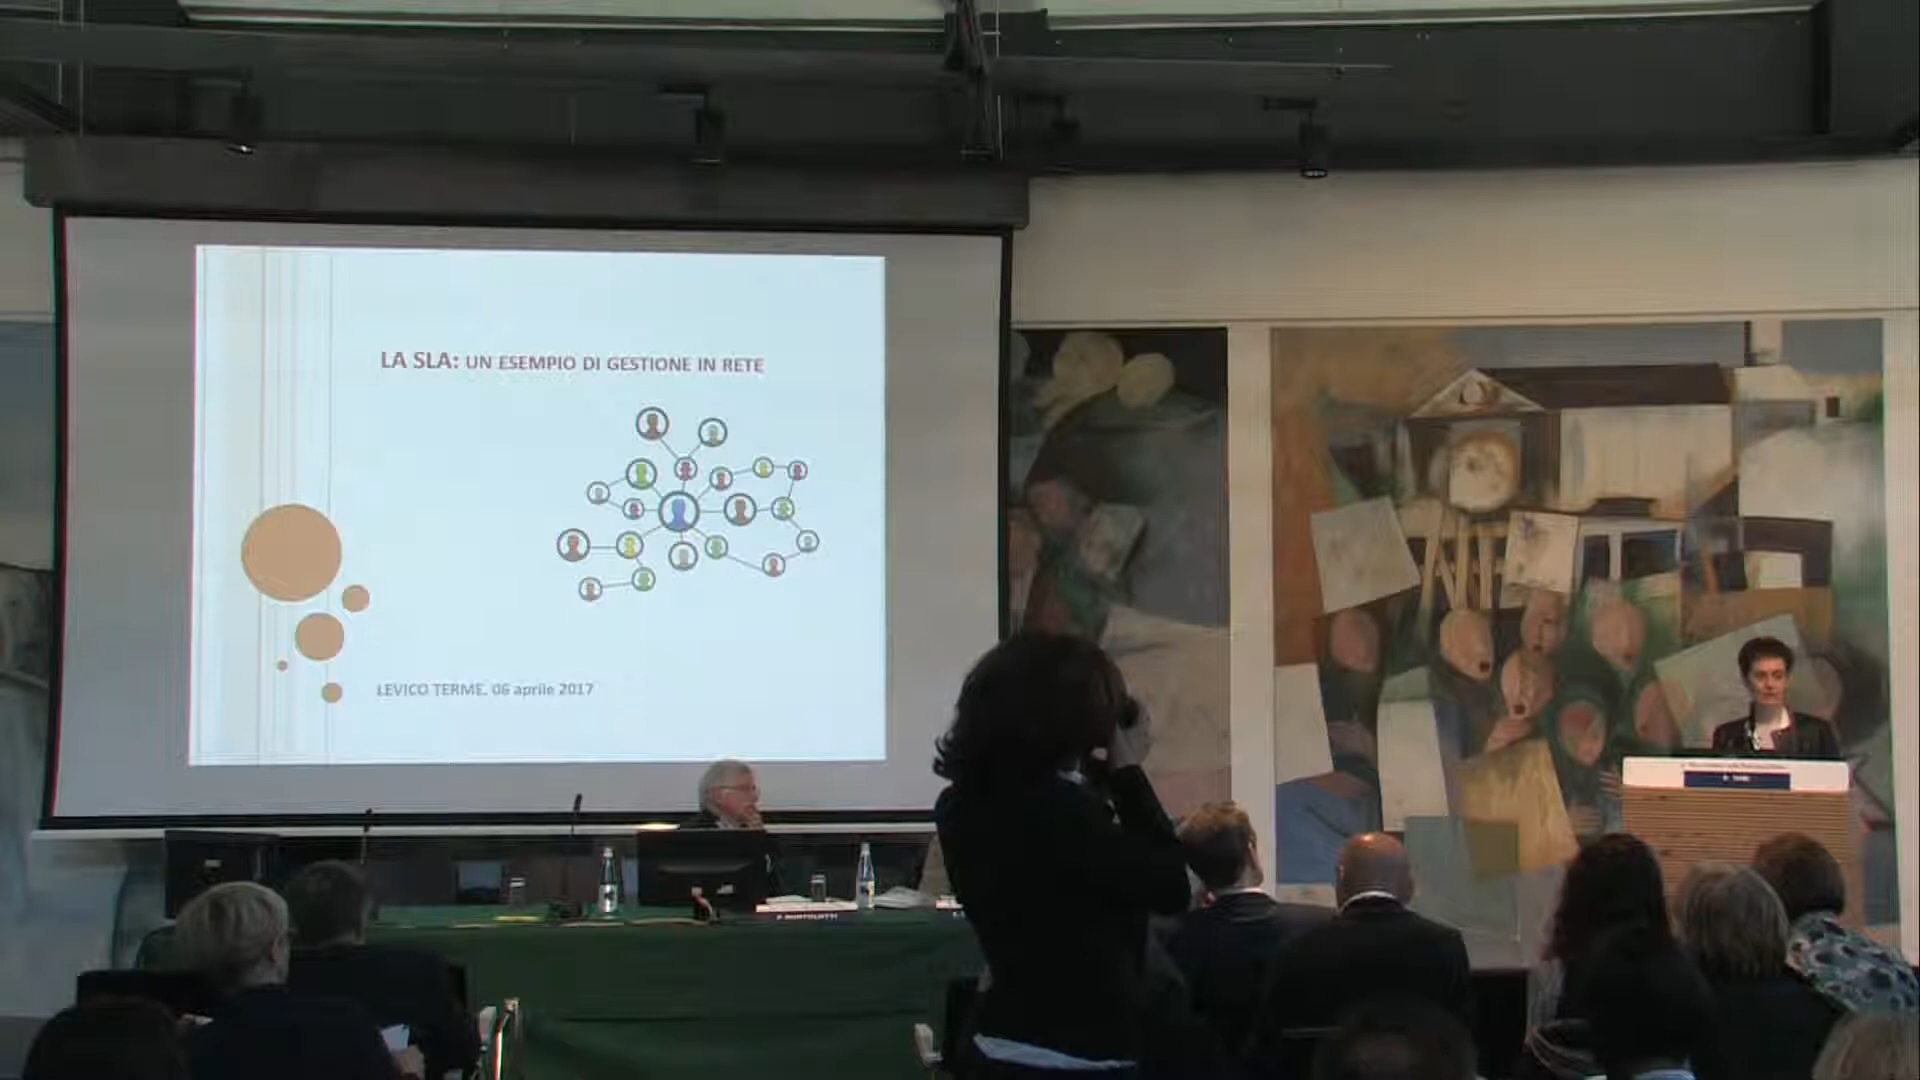 LA SLA: UN ESEMPIO DI GESTIONE IN RETE
LEVICO TERME, 06 aprile 2017